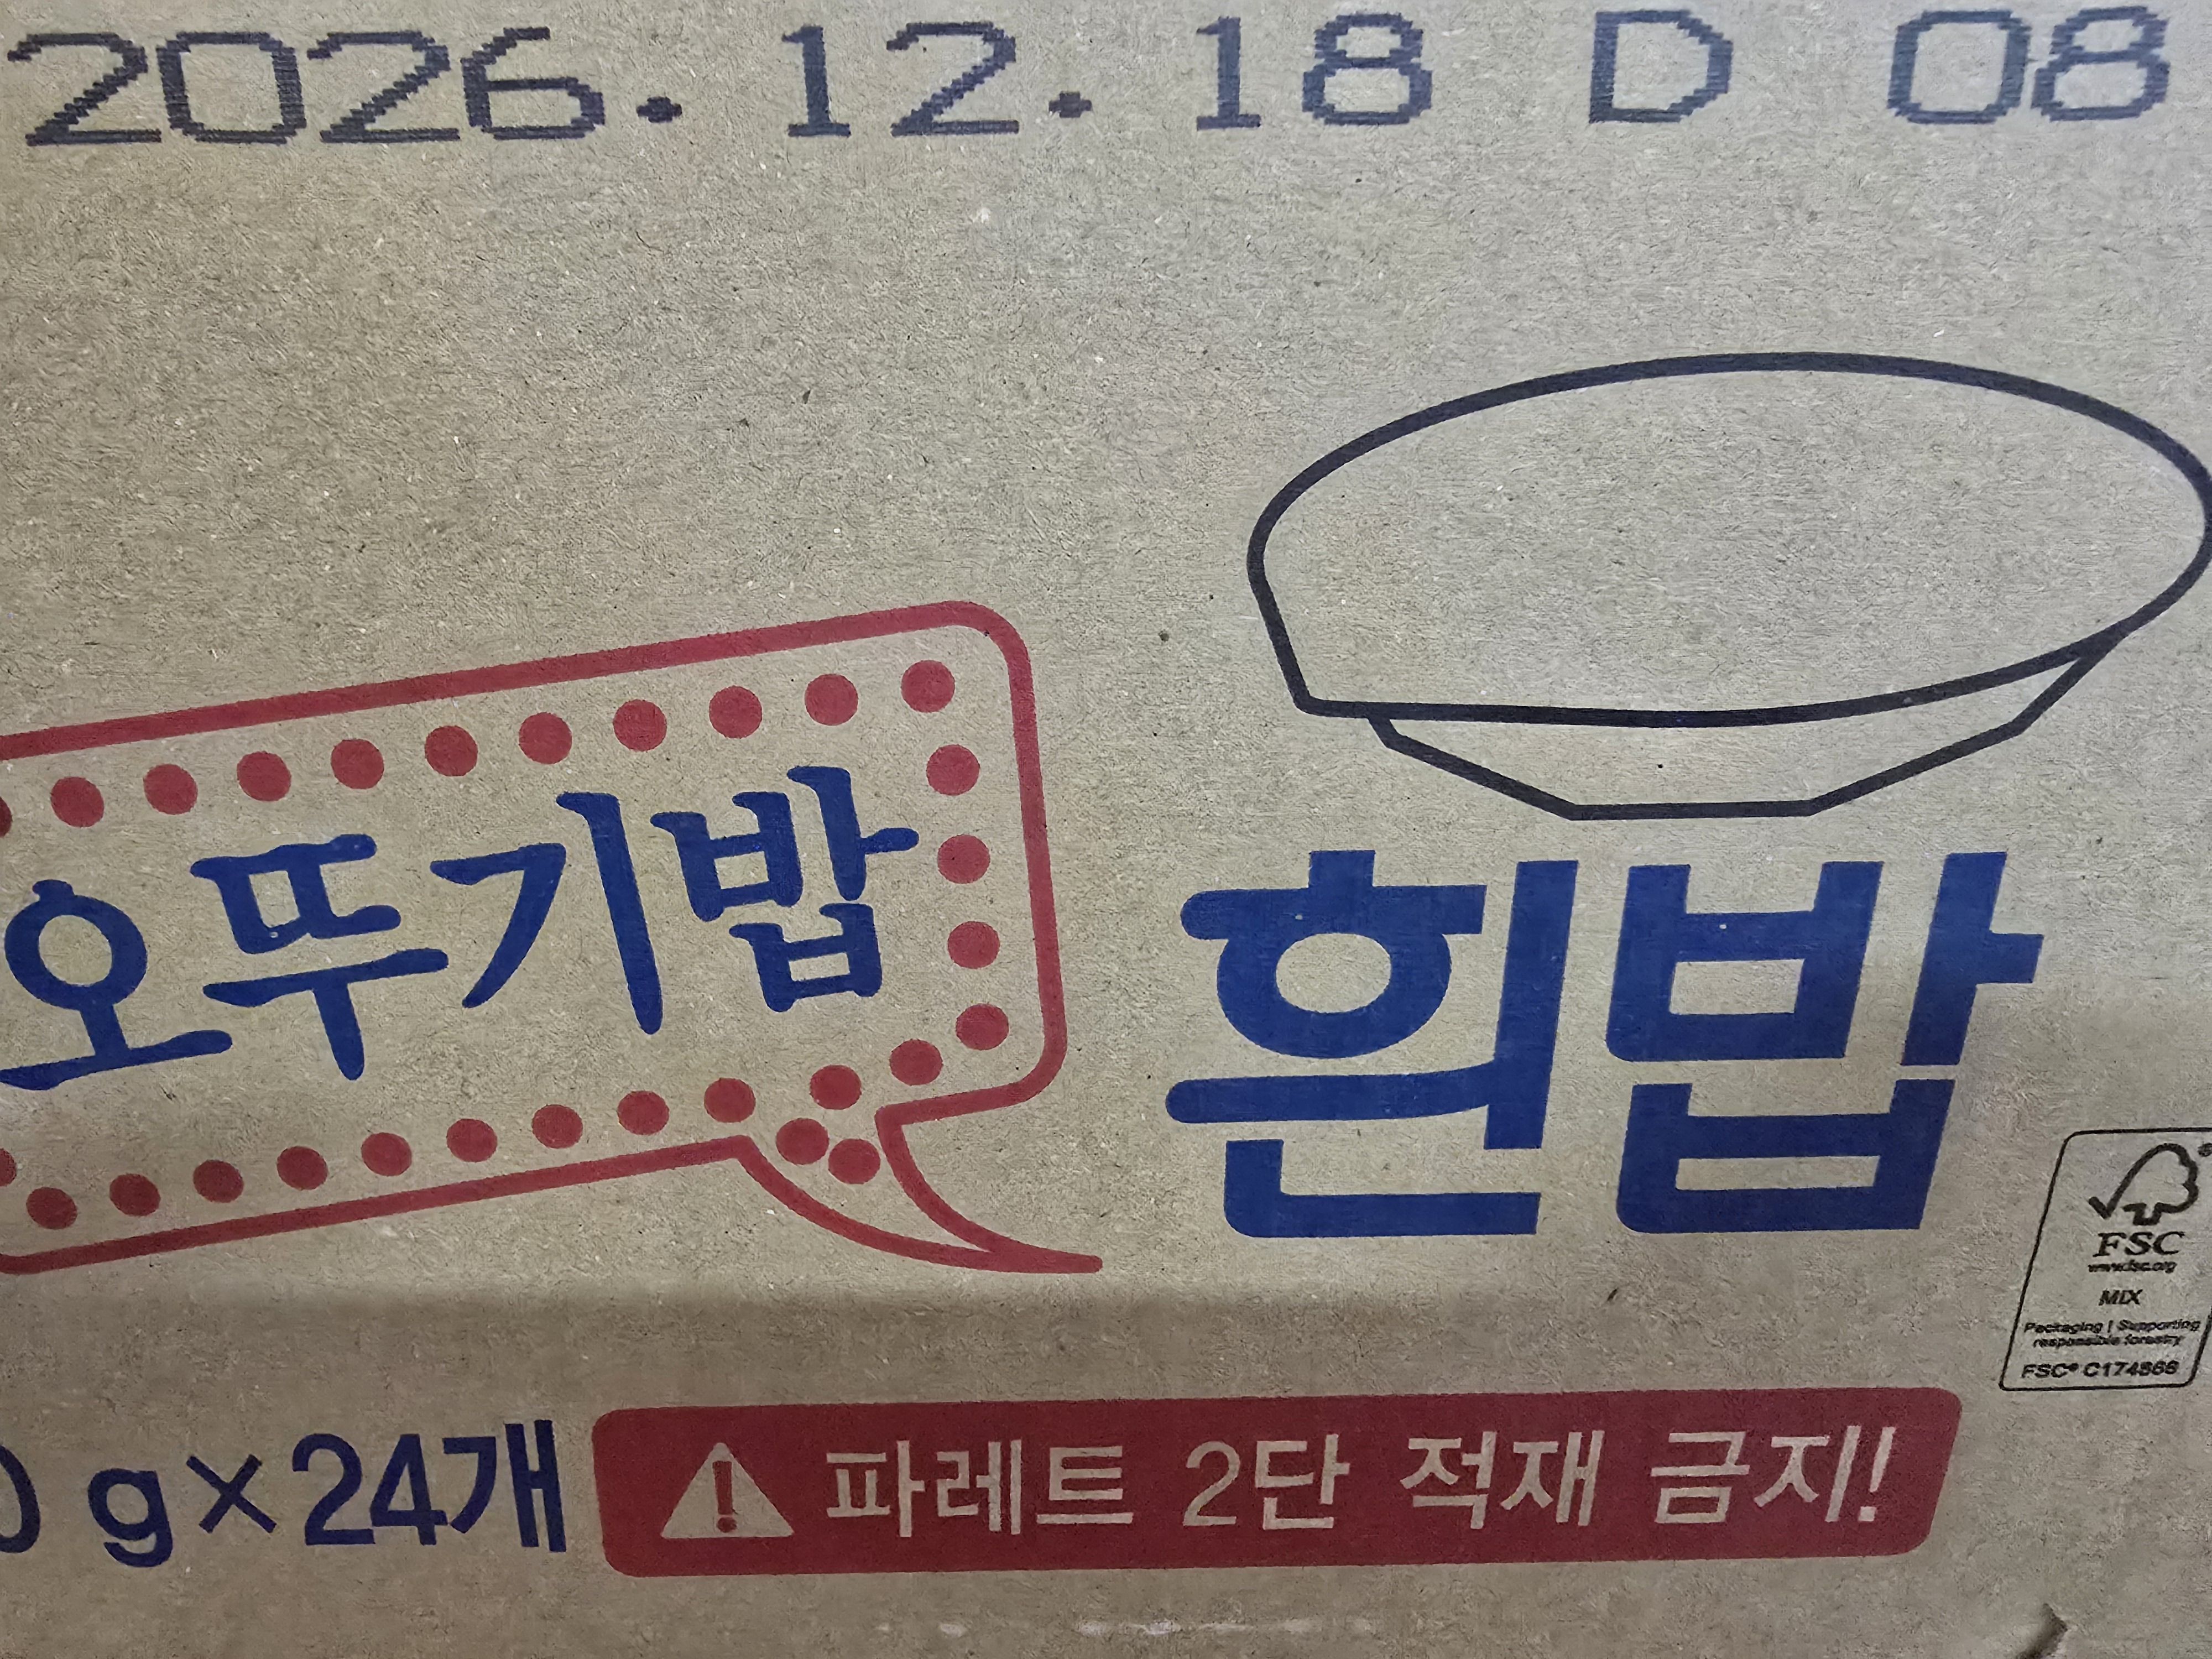 2026. 12. 18 D 08
오뚜기밥
흰밥
FSC
www.fsc.org
MIX
Packaging | Supporting
responsible forestry
FSC® C174866
g×24개
파레트 2단 적재 금지!